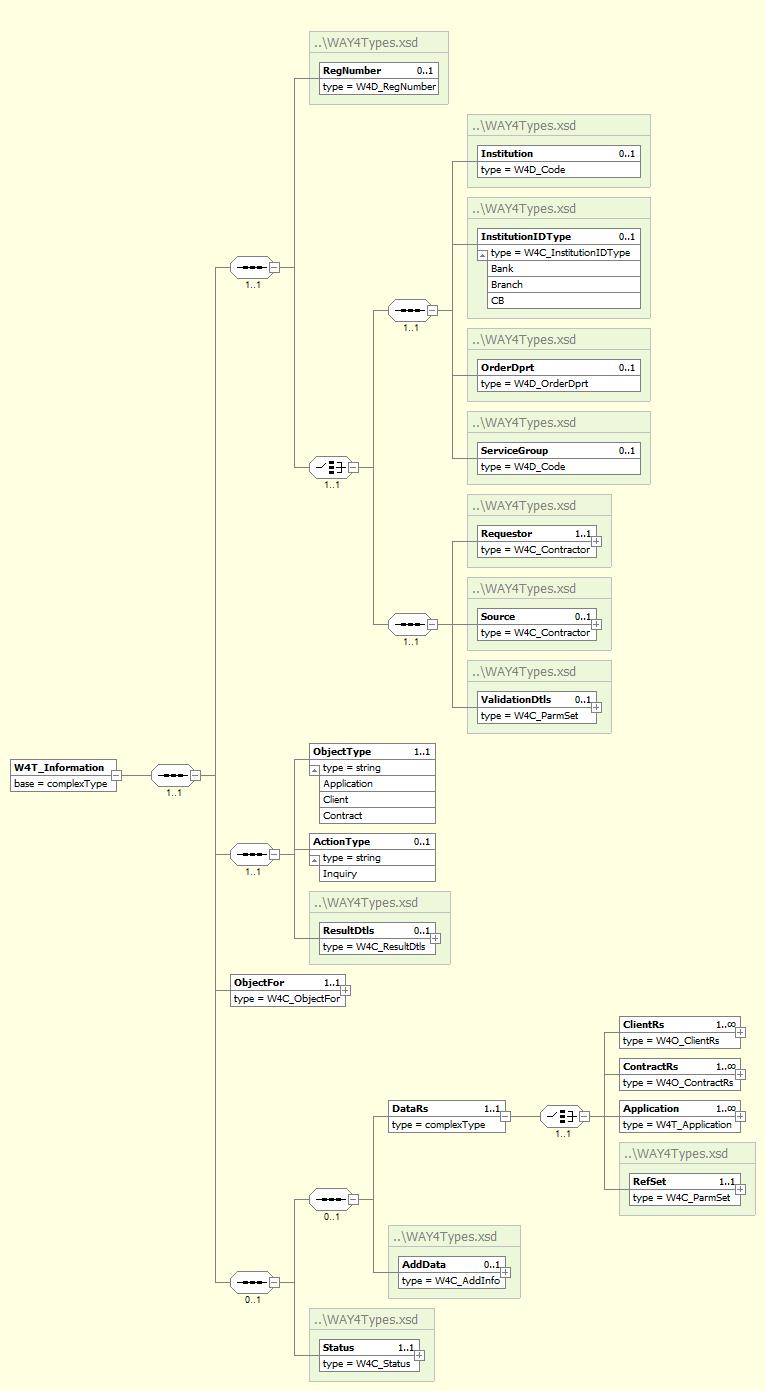 ..\WAY4Types.xsd
RegNumber 0..1
type = W4D_RegNumber
..\WAY4Types.xsd
Institution 0..1
type = W4D_Code
..\WAY4Types.xsd
InstitutionIDType 0..1
type = W4C_InstitutionIDType
Bank
Branch
CB
1..1
1..1
..\WAY4Types.xsd
OrderDprt 0..1
type = W4D_OrderDprt
..\WAY4Types.xsd
ServiceGroup 0..1
type = W4D_Code
1..1
..\WAY4Types.xsd
Requestor 1..1
type = W4C_Contractor
..\WAY4Types.xsd
Source 0..1
type = W4C_Contractor
1..1
..\WAY4Types.xsd
ValidationDtls 0..1
type = W4C_ParmSet
W4T_Information
base = complexType
1..1
ObjectType 1..1
type = string
Application
Client
Contract
ActionType 0..1
type = string
Inquiry
1..1
..\WAY4Types.xsd
ResultDtls 0..1
type = W4C_ResultDtls
ObjectFor 1..1
type = W4C_ObjectFor
ClientRs 1..∞
type = W4O_ClientRs
ContractRs 1..∞
type = W4O_ContractRs
DataRs 1..1
type = complexType
1..1
Application 1..∞
type = W4T_Application
..\WAY4Types.xsd
RefSet 1..1
type = W4C_ParmSet
0..1
..\WAY4Types.xsd
AddData 0..1
type = W4C_AddInfo
0..1
..\WAY4Types.xsd
Status 1..1
type = W4C_Status